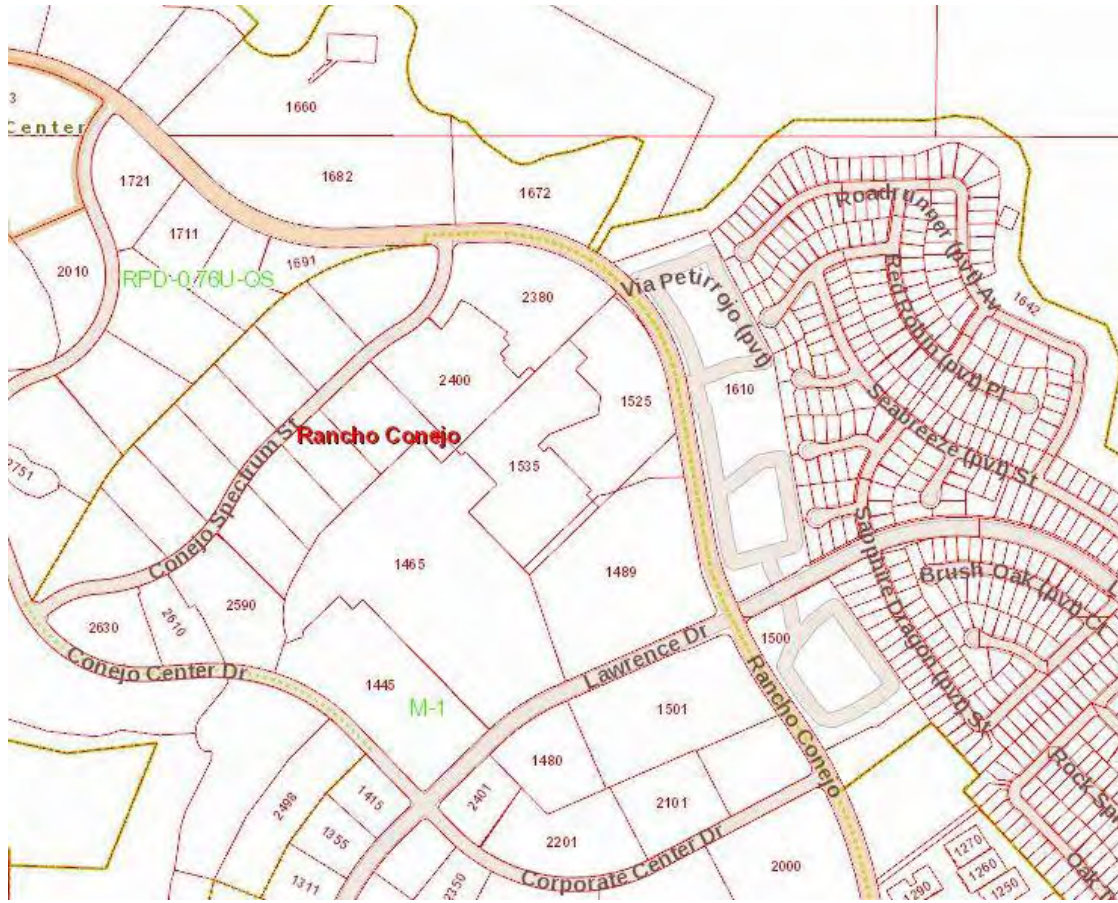 3
Center
1660
1721
1682
1672
1711
2010
1691
RPD-0.76U-OS
2380
Via Petirrojo (pvt)
Roadrunner (pvt) Av
Red Robin (pvt) Pl
1642
1610
2400
1525
Seabreeze (pvt) St
Rancho Conejo
1535
Conejo Spectrum St
Sapphire Dragon (pvt) St
Brush Oak (pvt) Ct
1465
1489
2590
2630
2610
1500
Lawrence Dr
Conejo Center Dr
1445
M-1
1501
Rancho Conejo
1480
2498
1415
2401
2101
1355
2201
1311
2350
Corporate Center Dr
2000
1270
1260
1250
1290